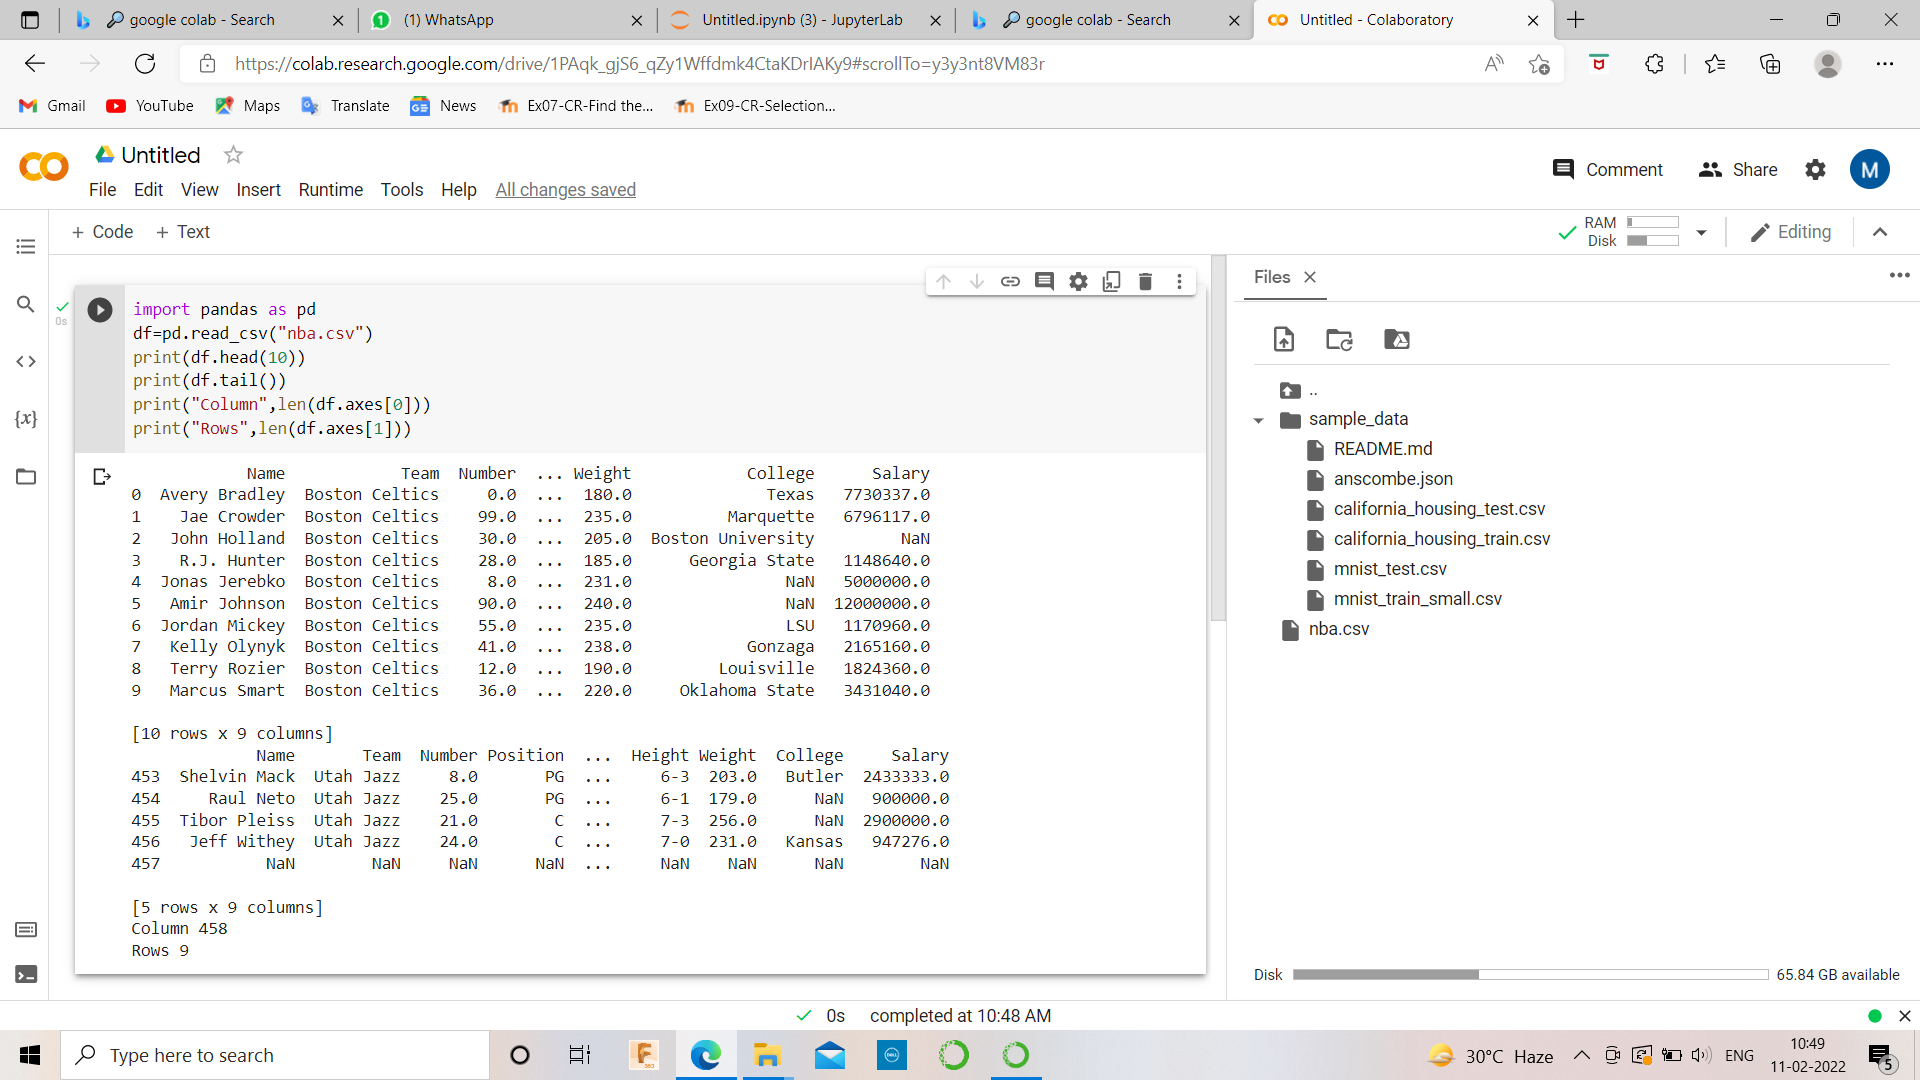 google colab - Search
(1) WhatsApp
Untitled.ipynb (3) - JupyterLab
google colab - Search
Untitled - Colaboratory
https://colab.research.google.com/drive/1PAqk_gjS6_qZy1Wffdmk4CtaKDrIAKy9#scrollTo=y3y3nt8VM83r
Gmail
YouTube
Maps
Translate
News
Ex07-CR-Find the...
Ex09-CR-Selection...
Untitled
File Edit View Insert Runtime Tools Help All changes saved
Comment
Share
M
+ Code + Text
RAM
Disk
Editing
Files
0s
import pandas as pd
df=pd.read_csv("nba.csv")
print(df.head(10))
print(df.tail())
print("Column",len(df.axes[0]))
print("Rows",len(df.axes[1]))
Name Team Number ... Weight College Salary
0 Avery Bradley Boston Celtics 0.0 ... 180.0 Texas 7730337.0
1 Jae Crowder Boston Celtics 99.0 ... 235.0 Marquette 6796117.0
2 John Holland Boston Celtics 30.0 ... 205.0 Boston University NaN
3 R.J. Hunter Boston Celtics 28.0 ... 185.0 Georgia State 1148640.0
4 Jonas Jerebko Boston Celtics 8.0 ... 231.0 NaN 5000000.0
5 Amir Johnson Boston Celtics 90.0 ... 240.0 NaN 12000000.0
6 Jordan Mickey Boston Celtics 55.0 ... 235.0 LSU 1170960.0
7 Kelly Olynyk Boston Celtics 41.0 ... 238.0 Gonzaga 2165160.0
8 Terry Rozier Boston Celtics 12.0 ... 190.0 Louisville 1824360.0
9 Marcus Smart Boston Celtics 36.0 ... 220.0 Oklahoma State 3431040.0
[10 rows x 9 columns]
Name Team Number Position ... Height Weight College Salary
453 Shelvin Mack Utah Jazz 8.0 PG ... 6-3 203.0 Butler 2433333.0
454 Raul Neto Utah Jazz 25.0 PG ... 6-1 179.0 NaN 900000.0
455 Tibor Pleiss Utah Jazz 21.0 C ... 7-3 256.0 NaN 2900000.0
456 Jeff Withey Utah Jazz 24.0 C ... 7-0 231.0 Kansas 947276.0
457 NaN NaN NaN NaN ... NaN NaN NaN NaN
[5 rows x 9 columns]
Column 458
Rows 9
..
sample_data
README.md
anscombe.json
california_housing_test.csv
california_housing_train.csv
mnist_test.csv
mnist_train_small.csv
nba.csv
Disk
65.84 GB available
0s completed at 10:48 AM
Type here to search
30°C Haze
ENG
10:49
11-02-2022
5